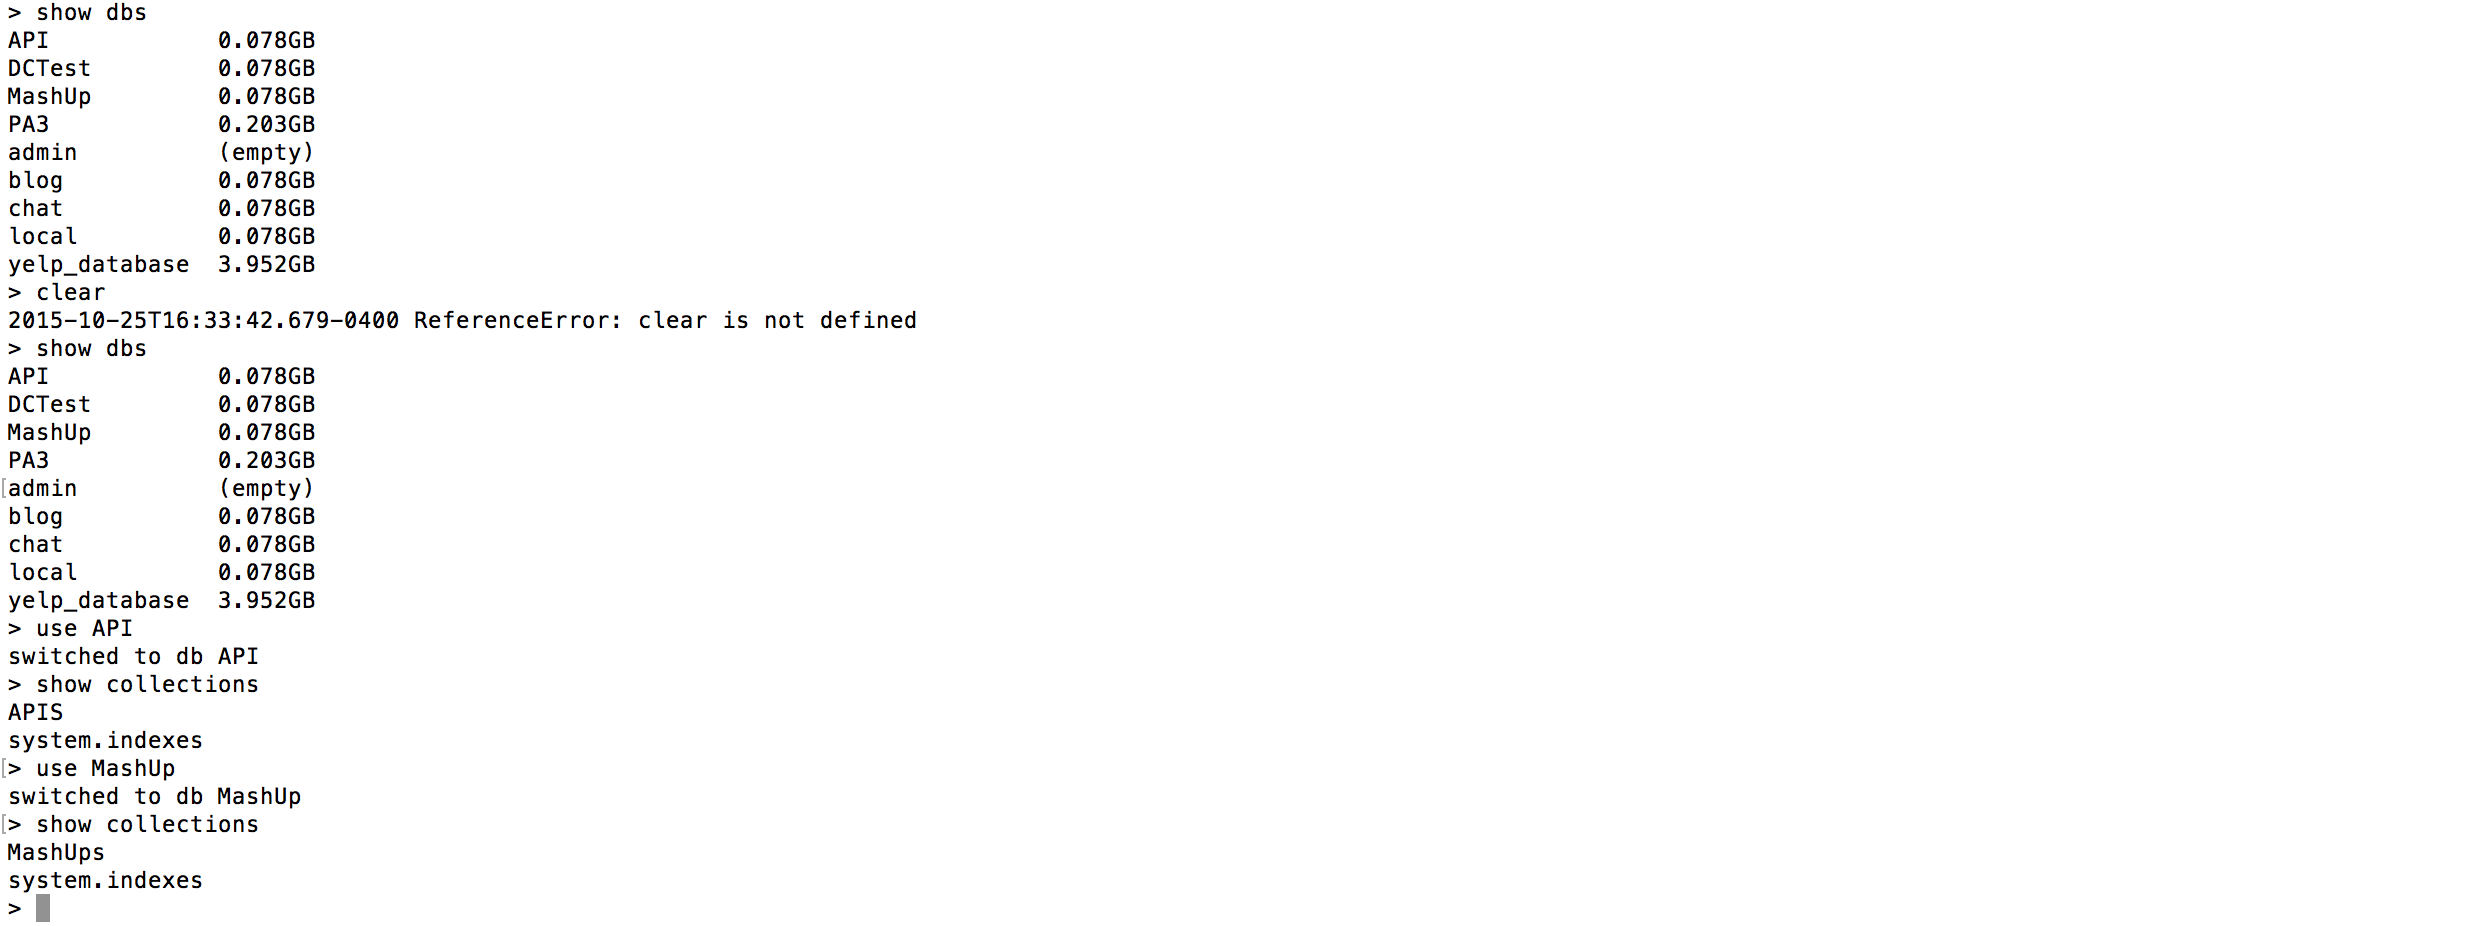 > show dbs
API            0.078GB
DCTest         0.078GB
MashUp         0.078GB
PA3            0.203GB
admin          (empty)
blog           0.078GB
chat           0.078GB
local          0.078GB
yelp_database  3.952GB
> clear
2015-10-25T16:33:42.679-0400 ReferenceError: clear is not defined
> show dbs
API            0.078GB
DCTest         0.078GB
MashUp         0.078GB
PA3            0.203GB
[admin          (empty)
blog           0.078GB
chat           0.078GB
local          0.078GB
yelp_database  3.952GB
> use API
switched to db API
> show collections
APIS
system.indexes
[> use MashUp
switched to db MashUp
[> show collections
MashUps
system.indexes
>